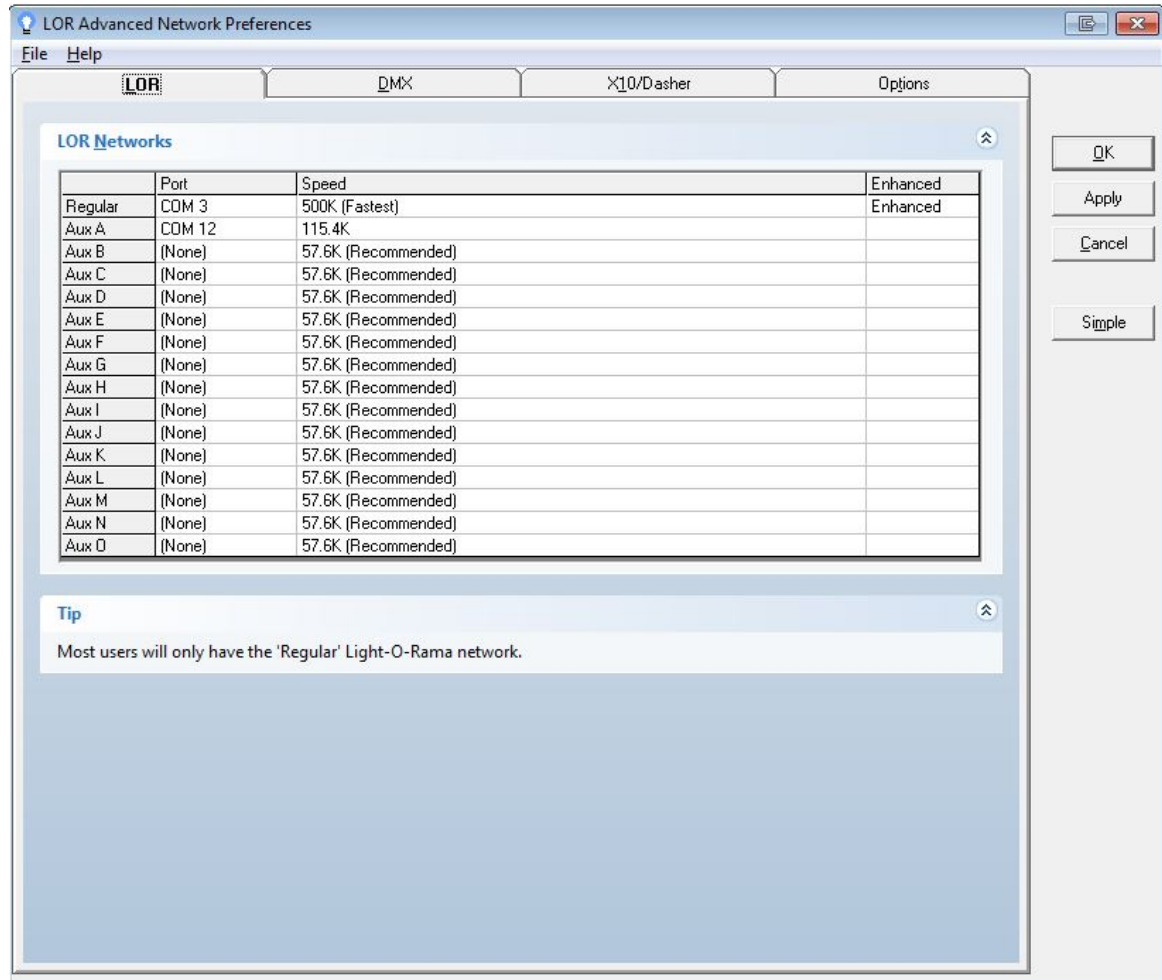 LOR Advanced Network Preferences
File Help
LOR DMX X10/Dasher Options
LOR Networks
Port Speed Enhanced
Regular COM 3 500K (Fastest) Enhanced
Aux A COM 12 115.4K
Aux B (None) 57.6K (Recommended)
Aux C (None) 57.6K (Recommended)
Aux D (None) 57.6K (Recommended)
Aux E (None) 57.6K (Recommended)
Aux F (None) 57.6K (Recommended)
Aux G (None) 57.6K (Recommended)
Aux H (None) 57.6K (Recommended)
Aux I (None) 57.6K (Recommended)
Aux J (None) 57.6K (Recommended)
Aux K (None) 57.6K (Recommended)
Aux L (None) 57.6K (Recommended)
Aux M (None) 57.6K (Recommended)
Aux N (None) 57.6K (Recommended)
Aux O (None) 57.6K (Recommended)
Tip
Most users will only have the 'Regular' Light-O-Rama network.
OK
Apply
Cancel
Simple